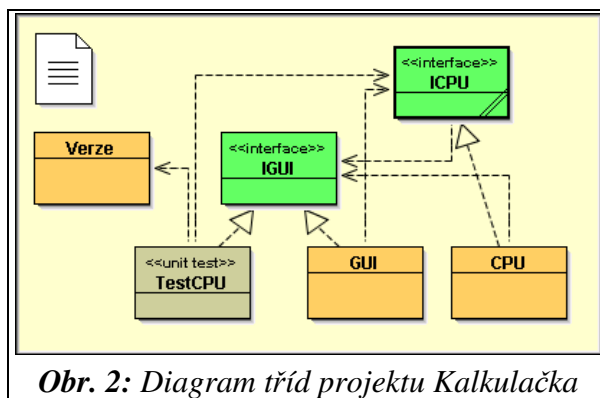 <<interface>>
ICPU
Verze
<<interface>>
IGUI
<<unit test>>
TestCPU
GUI
CPU
Obr. 2: Diagram tříd projektu Kalkulačka